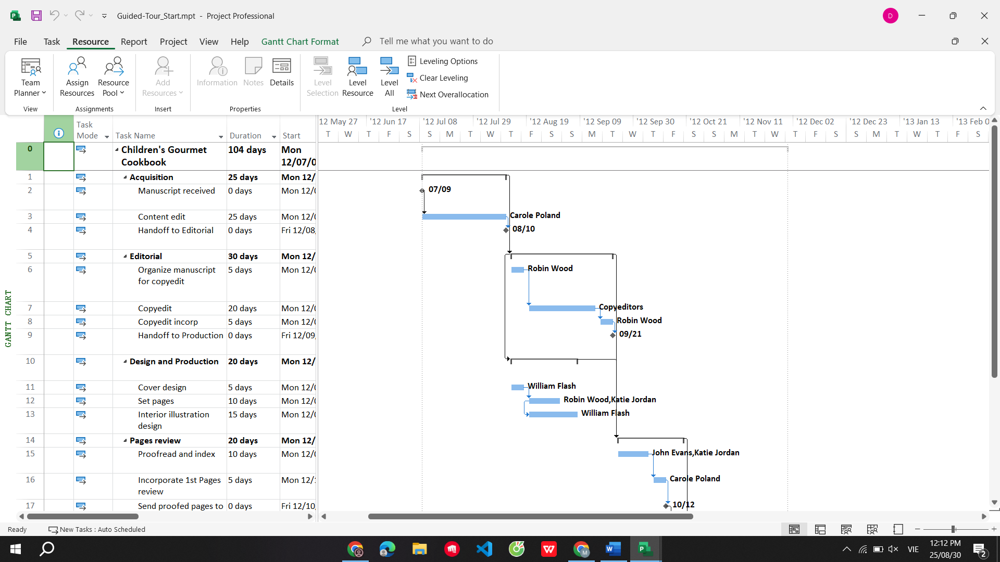 Guided-Tour_Start.mpt - Project Professional
D
File Task Resource Report Project View Help Gantt Chart Format Tell me what you want to do
Team Planner
Assign Resources
Resource Pool
Add Resources
Information
Notes
Details
Level Selection
Level Resource
Level All
Leveling Options
Clear Leveling
Next Overallocation
View Assignments Insert Properties Level
Task Mode Task Name Duration Start
12 May 27 '12 Jun 17 '12 Jul 08 '12 Jul 29 '12 Aug 19 '12 Sep 09 '12 Sep 30 '12 Oct 21 '12 Nov 11 '12 Dec 02 '12 Dec 23 '13 Jan 13 '13 Feb 0
T W T F S S M T W T F S S M T W T F S S M T W T F S S M T W T F S
GANTT CHART
0 Children's Gourmet Cookbook 104 days Mon 12/07/0
1 Acquisition 25 days Mon 12/
2 Manuscript received 0 days Mon 12/0
07/09
3 Content edit 25 days Mon 12/0
Carole Poland
4 Handoff to Editorial 0 days Fri 12/08/
08/10
5 Editorial 30 days Mon 12/
6 Organize manuscript for copyedit 5 days Mon 12/0
Robin Wood
7 Copyedit 20 days Mon 12/0
Copyeditors
8 Copyedit incorp 5 days Mon 12/0
Robin Wood
9 Handoff to Production 0 days Fri 12/09/
09/21
10 Design and Production 20 days Mon 12/
11 Cover design 5 days Mon 12/0
William Flash
12 Set pages 10 days Mon 12/0
Robin Wood,Katie Jordan
13 Interior illustration design 15 days Mon 12/0
William Flash
14 Pages review 20 days Mon 12/
15 Proofread and index 10 days Mon 12/0
John Evans,Katie Jordan
16 Incorporate 1st Pages review 5 days Mon 12/1
Carole Poland
17 Send proofed pages to 0 days Fri 12/10/
10/12
Ready New Tasks : Auto Scheduled
VIE
12:12 PM
25/08/30
2